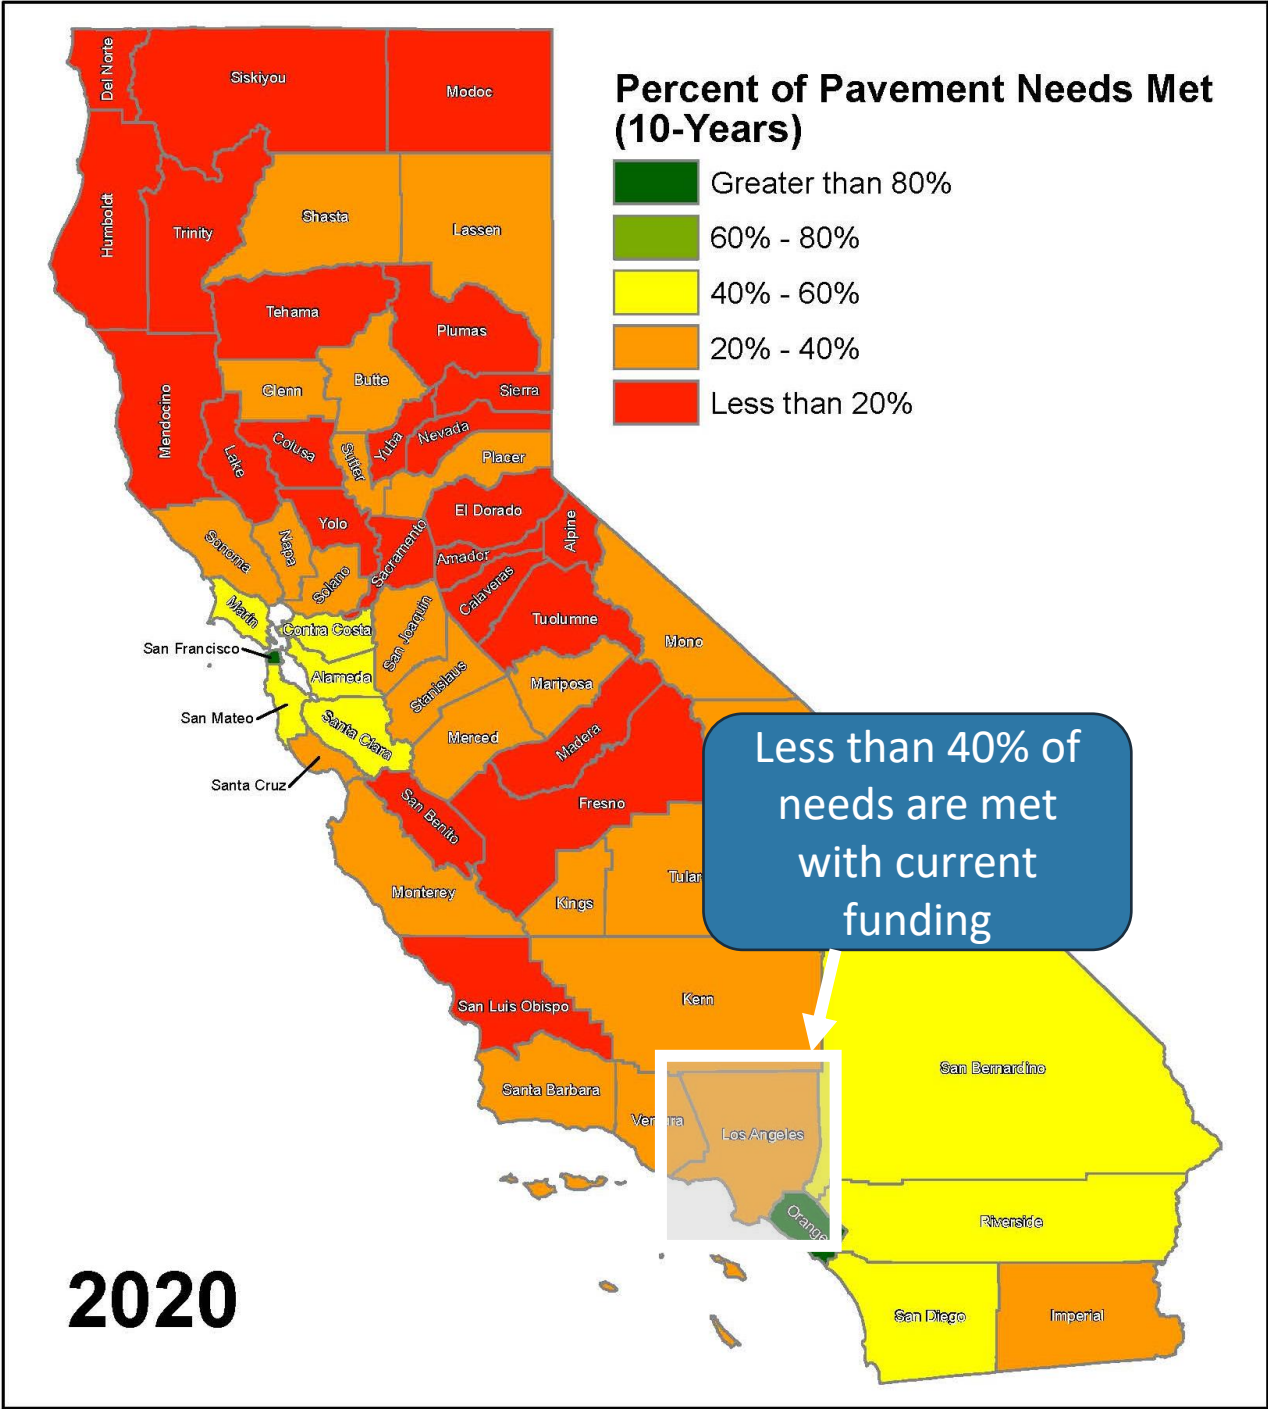 Percent of Pavement Needs Met
(10-Years)
Greater than 80%
60% - 80%
40% - 60%
20% - 40%
Less than 20%
Del Norte
Siskiyou
Modoc
Humboldt
Trinity
Shasta
Lassen
Tehama
Plumas
Mendocino
Glenn
Butte
Sierra
Lake
Colusa
Sutter
Yuba
Nevada
Placer
Sonoma
Napa
Yolo
Solano
Sacramento
El Dorado
Amador
Alpine
Calaveras
Marin
Contra Costa
San Joaquin
Tuolumne
Mono
San Francisco
Alameda
Stanislaus
Mariposa
San Mateo
Santa Clara
Merced
Madera
Santa Cruz
San Benito
Fresno
Less than 40% of
needs are met
with current
funding
Monterey
Kings
Tular
San Luis Obispo
Kern
Santa Barbara
Ventura
Los Angeles
San Bernardino
Orange
Riverside
San Diego
Imperial
2020